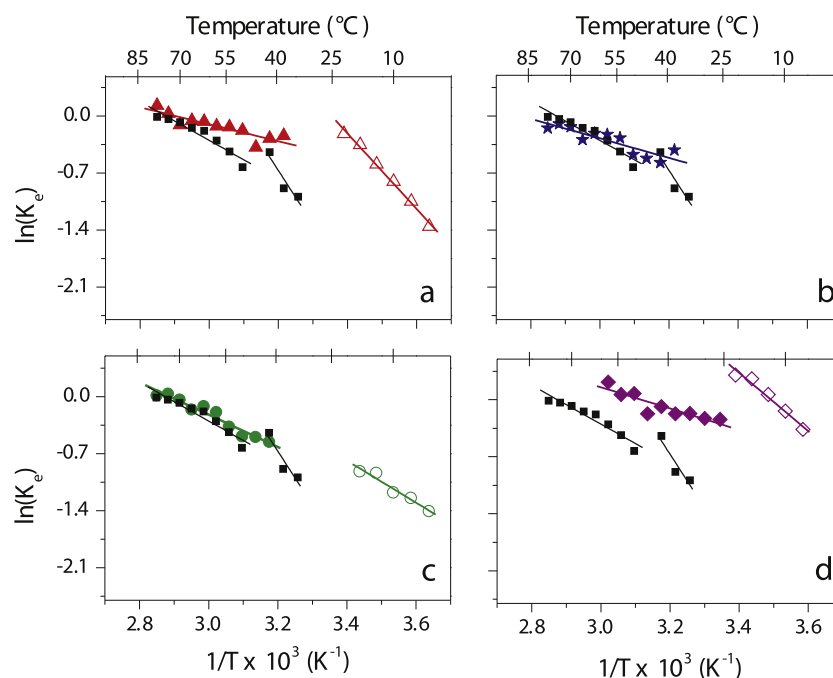 Temperature (°C)
Temperature (°C)
85 70 55 40 25 10
85 70 55 40 25 10
0.0
-0.7
-1.4
-2.1
ln(Kₑ)
a
b
0.0
-0.7
-1.4
-2.1
ln(Kₑ)
c
d
2.8 3.0 3.2 3.4 3.6
2.8 3.0 3.2 3.4 3.6
1/T x 10³ (K⁻¹)
1/T x 10³ (K⁻¹)